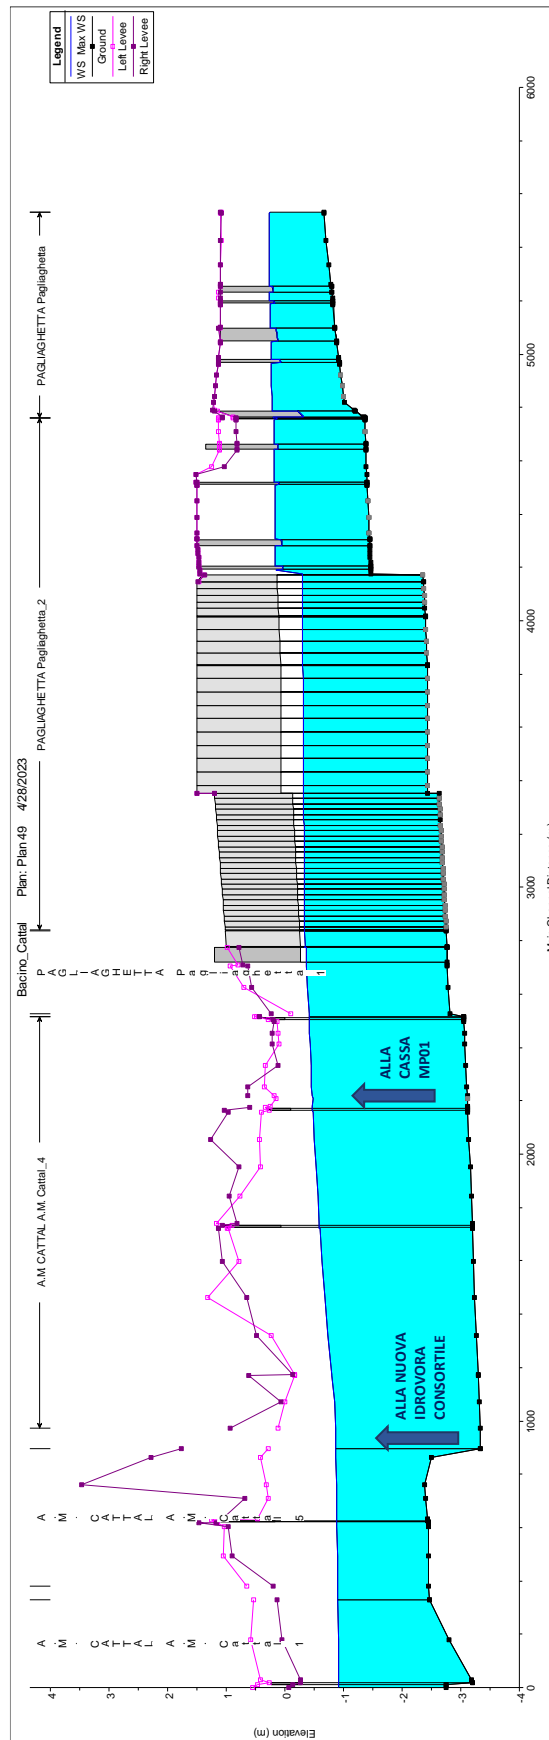 Bacino_Cattal Plan: Plan 49 4/28/2023
A.M. CATTAL A.M. Cattal_4
PAGLIAGHETTA Pagliaghetta_2
PAGLIAGHETTA Pagliaghetta
Legend
WS Max WS
Ground
Left Levee
Right Levee
ALLA NUOVA
IDROVORA
CONSORTILE
ALLA
CASSA
MP01
Elevation (m)
4
3
2
1
0
-1
-2
-3
-4
0
1000
2000
3000
4000
5000
6000